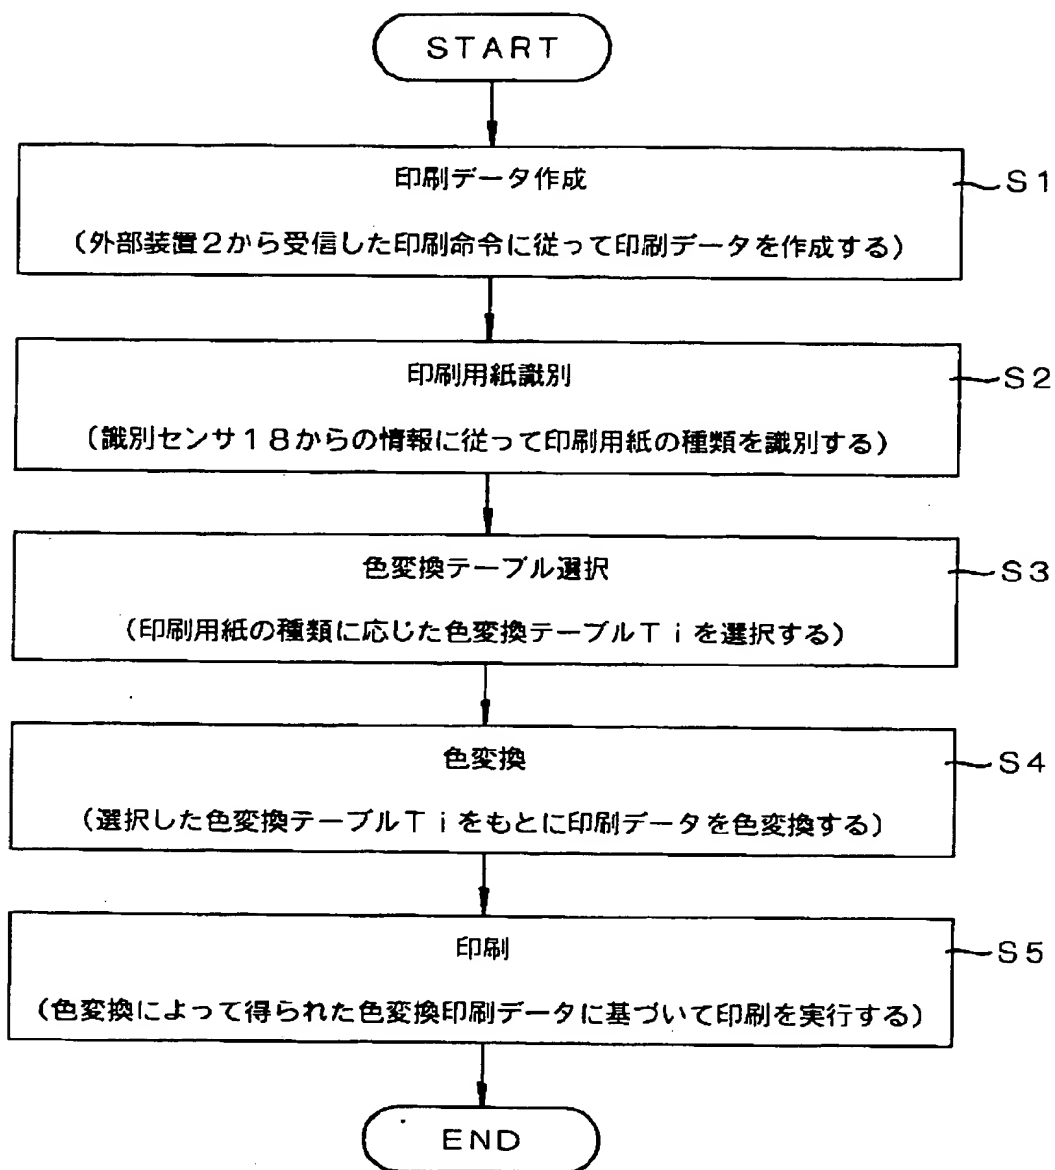 START
印刷データ作成
S1
(外部装置2から受信した印刷命令に従って印刷データを作成する)
印刷用紙識別
S2
(識別センサ18からの情報に従って印刷用紙の種類を識別する)
色変換テーブル選択
S3
(印刷用紙の種類に応じた色変換テーブルTiを選択する)
色変換
S4
(選択した色変換テーブルTiをもとに印刷データを色変換する)
印刷
S5
(色変換によって得られた色変換印刷データに基づいて印刷を実行する)
END